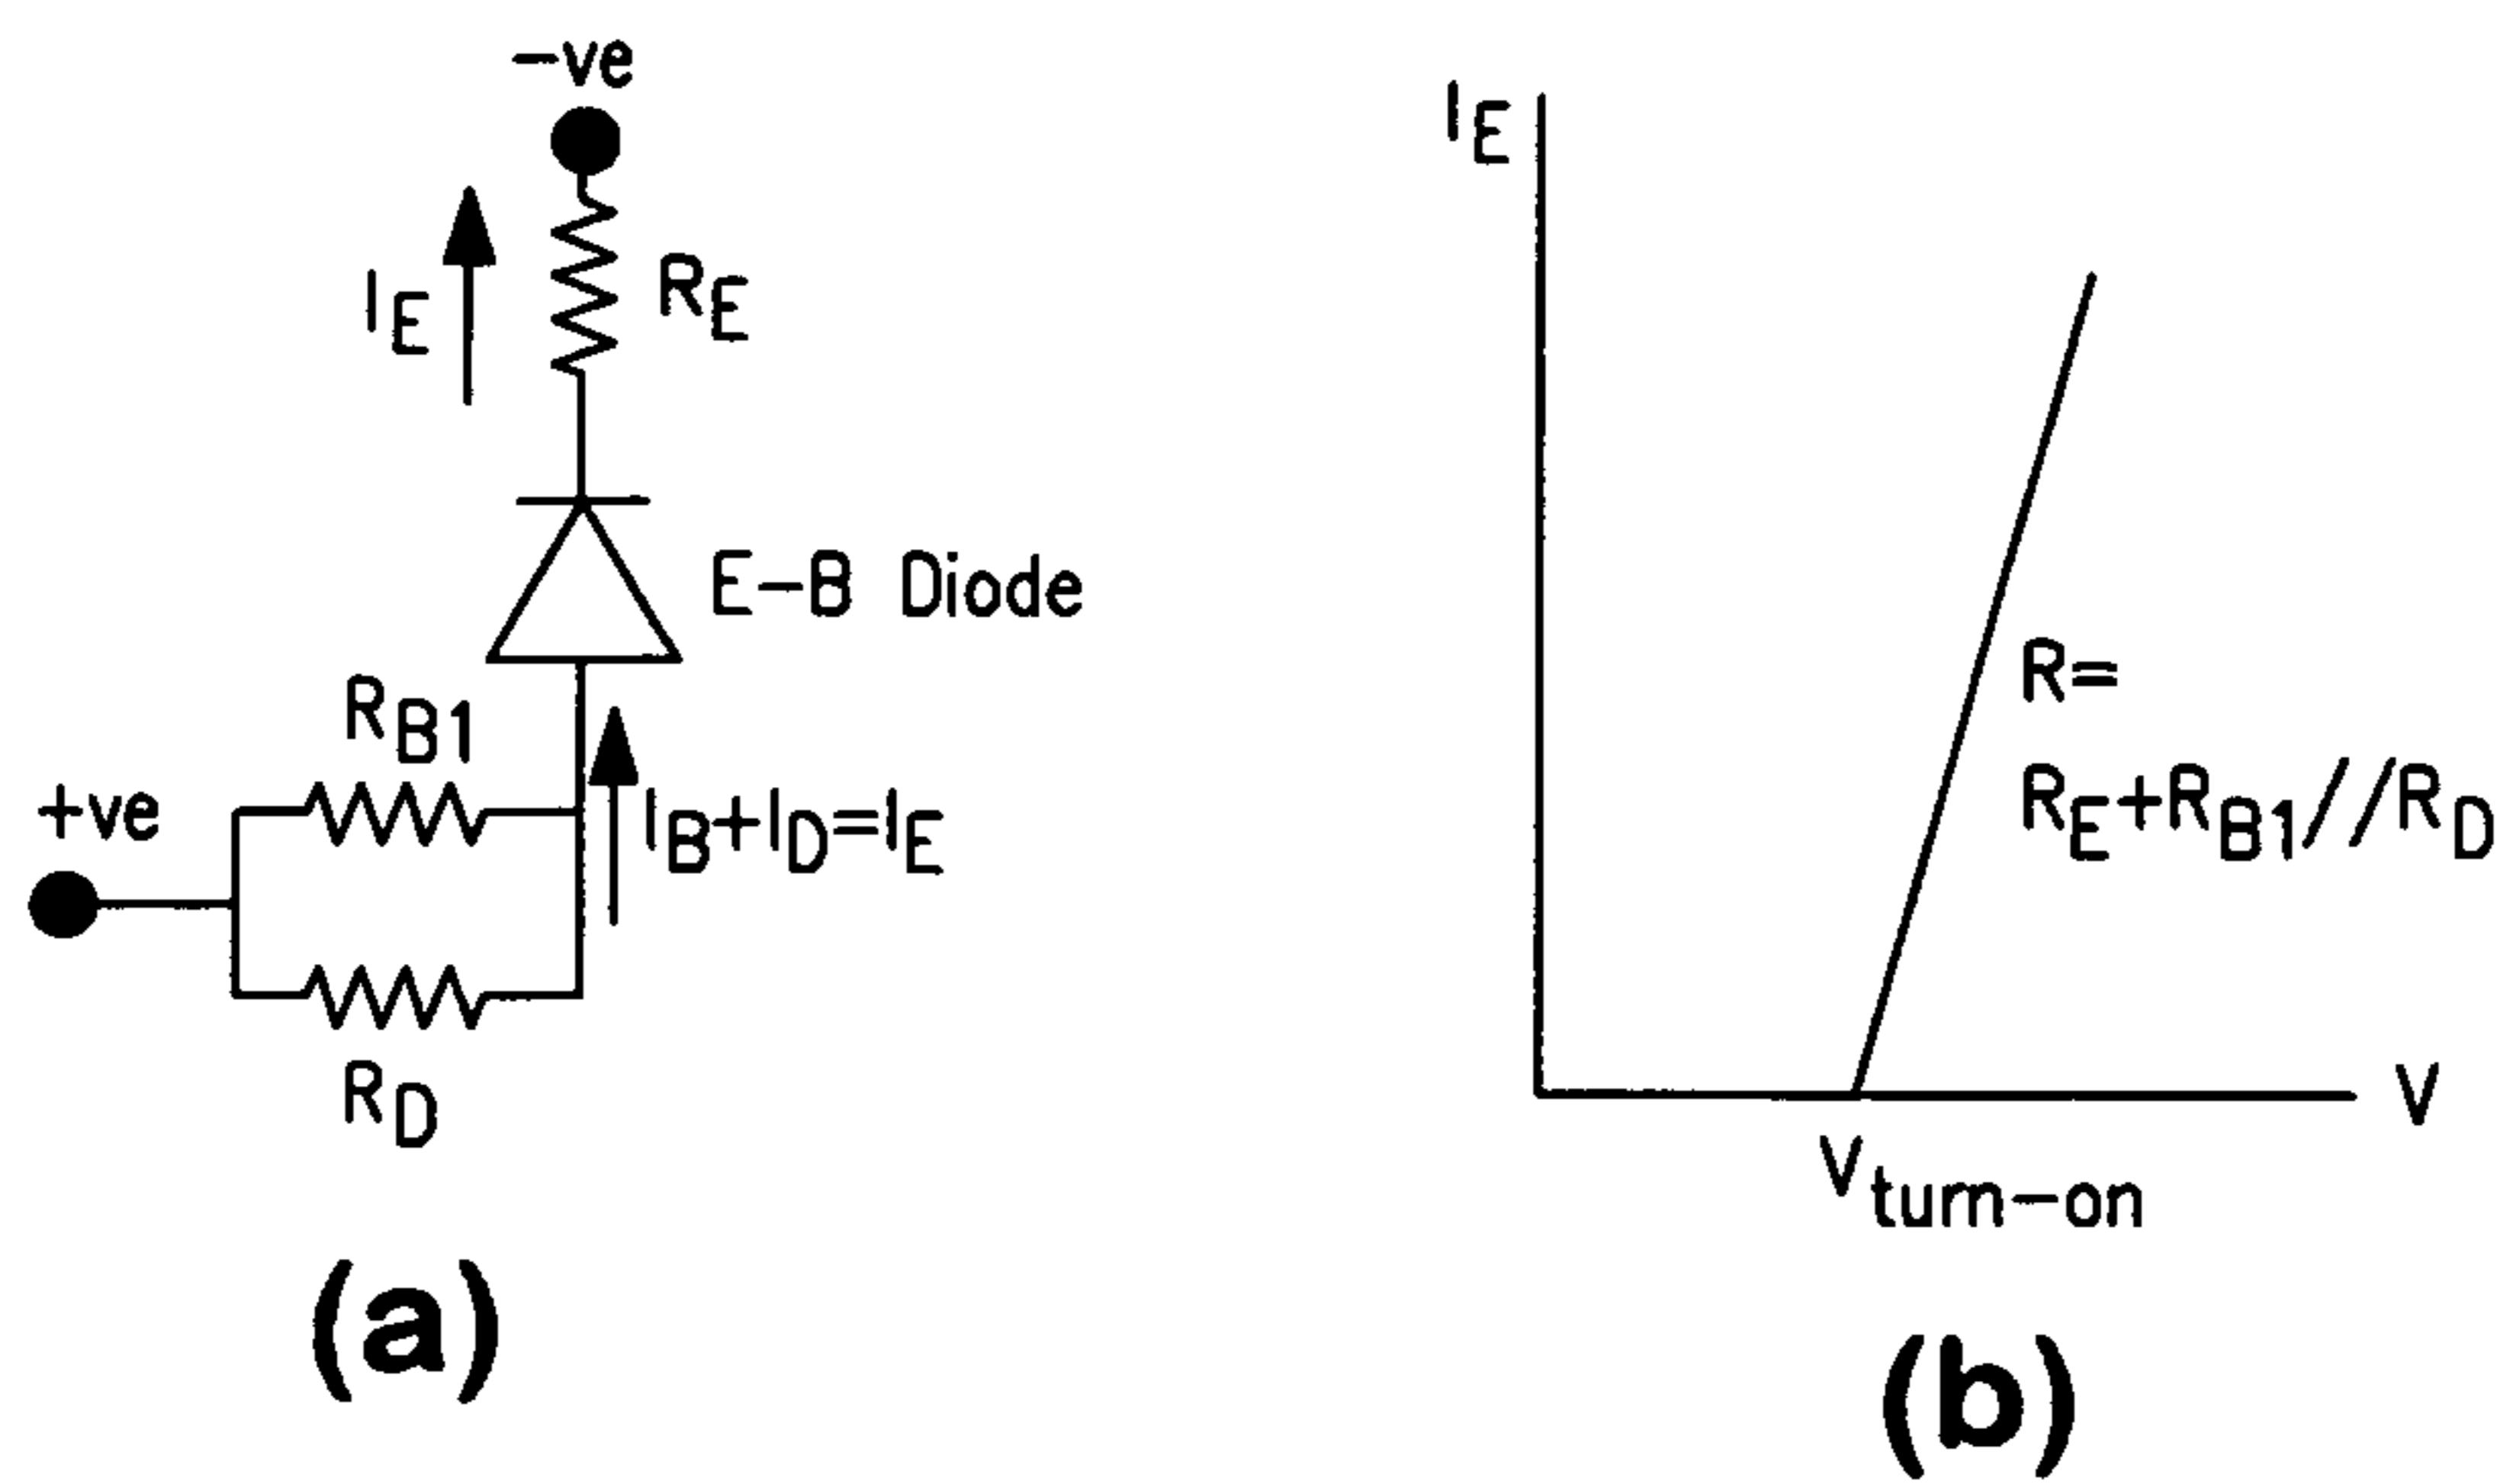 −ve
IE
RE
E−B Diode
RB1
+ve
IB+ID=IE
RD
(a)
IE
R=
RE+RB1//RD
V
Vturn−on
(b)